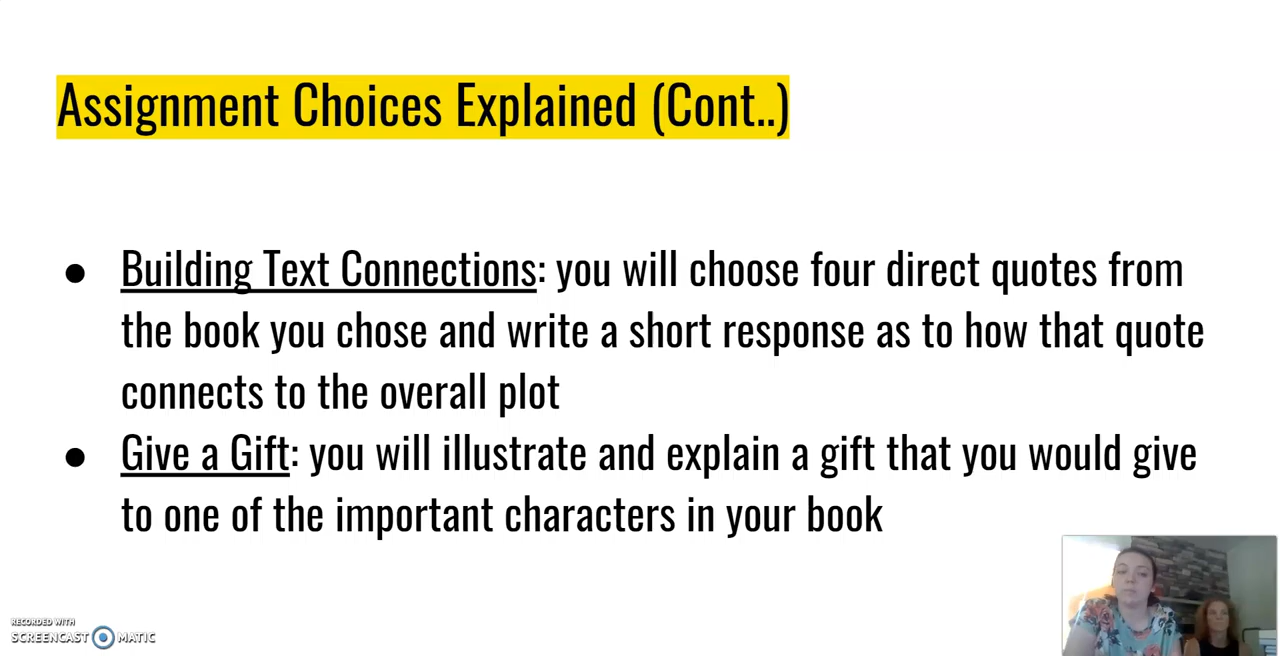 Assignment Choices Explained (Cont..)
● Building Text Connections: you will choose four direct quotes from
the book you chose and write a short response as to how that quote
connects to the overall plot
● Give a Gift: you will illustrate and explain a gift that you would give
to one of the important characters in your book
RECORDED WITH
SCREENCAST MATIC